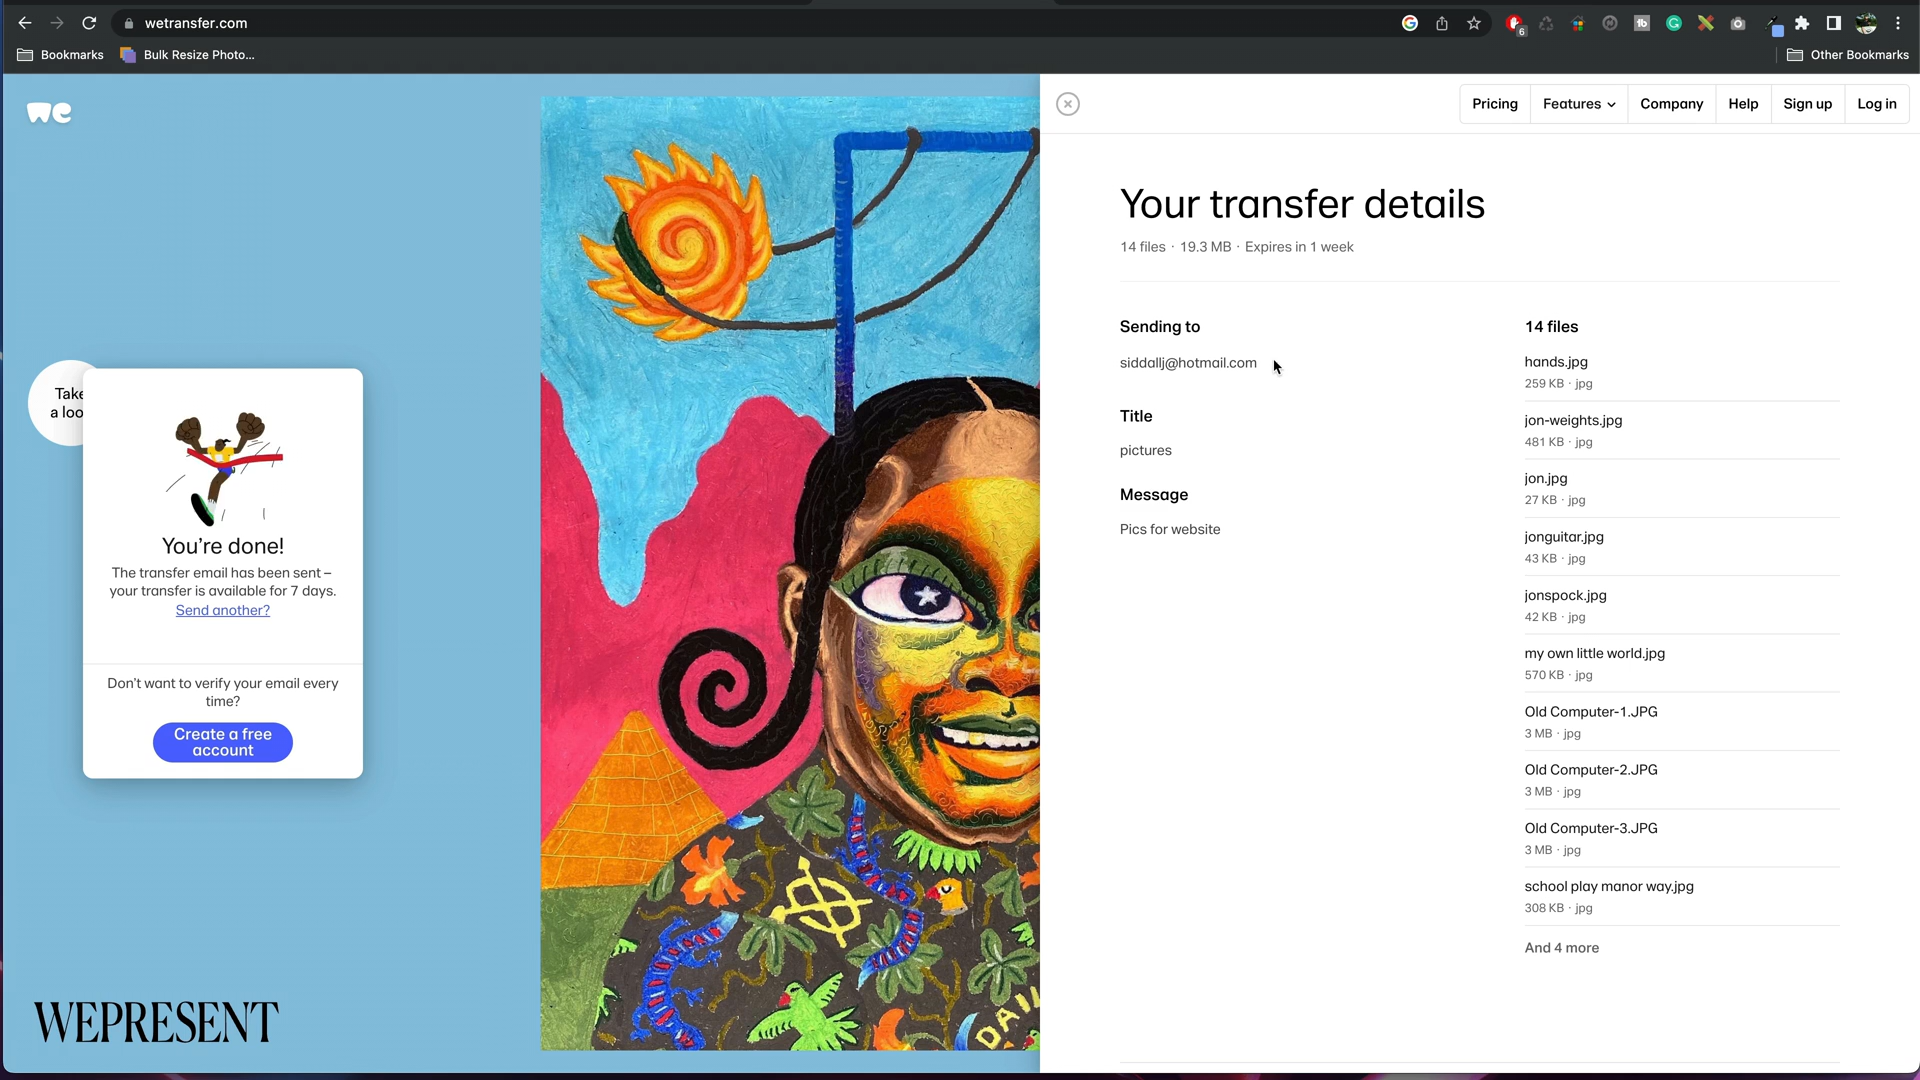 wetransfer.com
6
Bookmarks
Bulk Resize Photo...
Other Bookmarks
we
Pricing
Features
Company
Help
Sign up
Log in
Your transfer details
14 files · 19.3 MB · Expires in 1 week
Sending to
siddallj@hotmail.com
Title
pictures
Message
Pics for website
14 files
hands.jpg
259 KB · jpg
jon-weights.jpg
481 KB · jpg
jon.jpg
27 KB · jpg
jonguitar.jpg
43 KB · jpg
jonspock.jpg
42 KB · jpg
my own little world.jpg
570 KB · jpg
Old Computer-1.JPG
3 MB · jpg
Old Computer-2.JPG
3 MB · jpg
Old Computer-3.JPG
3 MB · jpg
school play manor way.jpg
308 KB · jpg
And 4 more
Take
a loo
You're done!
The transfer email has been sent –
your transfer is available for 7 days.
Send another?
Don't want to verify your email every
time?
Create a free
account
WEPRESENT